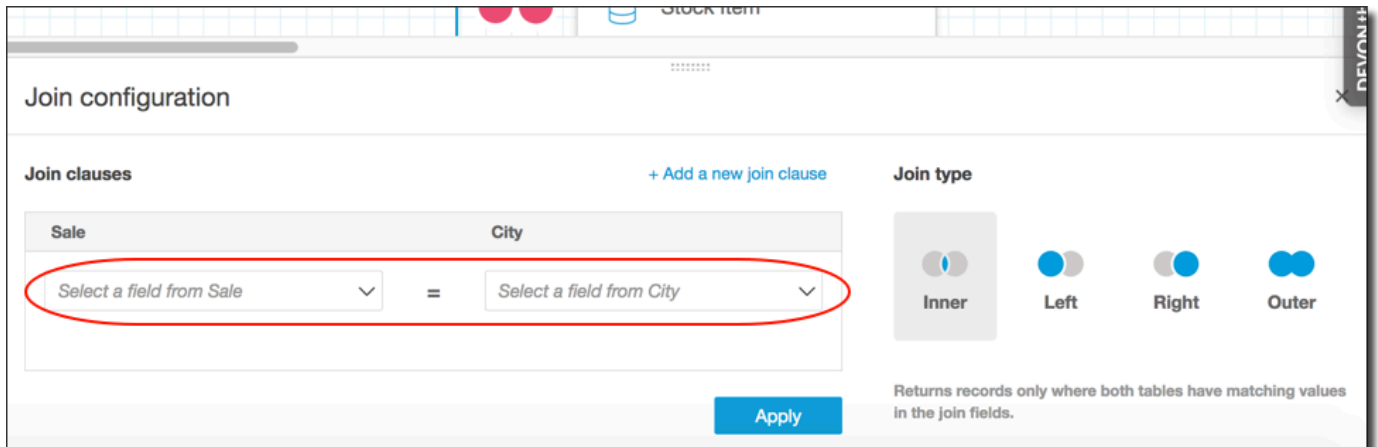 Stock Item
DEVONth
Join configuration
×
Join clauses
+ Add a new join clause
Join type
Sale
City
Select a field from Sale
=
Select a field from City
Inner
Left
Right
Outer
Returns records only where both tables have matching values
in the join fields.
Apply